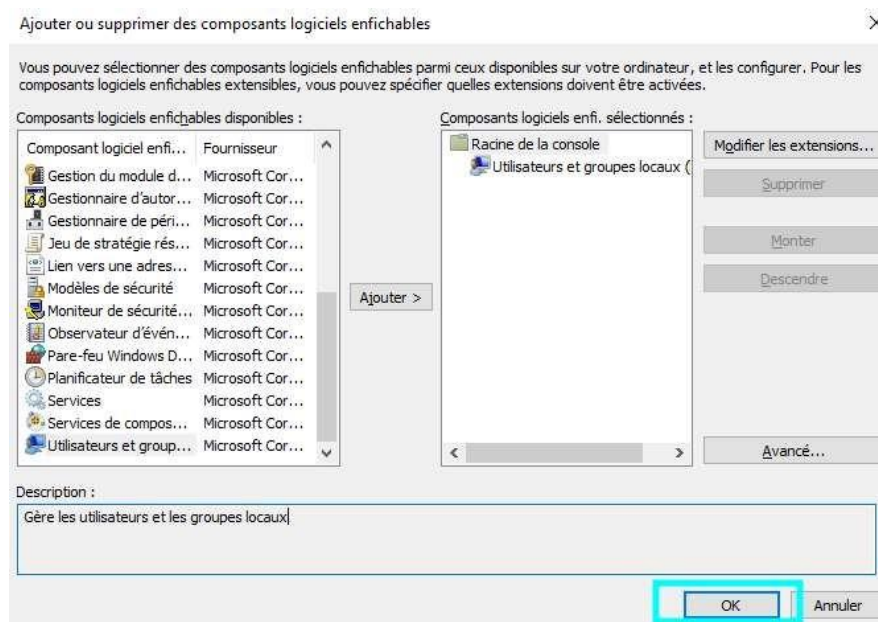 Ajouter ou supprimer des composants logiciels enfichables
Vous pouvez sélectionner des composants logiciels enfichables parmi ceux disponibles sur votre ordinateur, et les configurer. Pour les
composants logiciels enfichables extensibles, vous pouvez spécifier quelles extensions doivent être activées.
Composants logiciels enfichables disponibles :
Composant logiciel enfi... Fournisseur
Gestion du module d... Microsoft Cor...
Gestionnaire d'autor... Microsoft Cor...
Gestionnaire de péri... Microsoft Cor...
Jeu de stratégie rés... Microsoft Cor...
Lien vers une adres... Microsoft Cor...
Modèles de sécurité Microsoft Cor...
Moniteur de sécurité... Microsoft Cor...
Observateur d'évén... Microsoft Cor...
Pare-feu Windows D... Microsoft Cor...
Planificateur de tâches Microsoft Cor...
Services Microsoft Cor...
Services de compos... Microsoft Cor...
Utilisateurs et group... Microsoft Cor...
Ajouter >
Composants logiciels enfi. sélectionnés :
Racine de la console
Utilisateurs et groupes locaux (
Modifier les extensions...
Supprimer
Monter
Descendre
Avancé...
Description :
Gère les utilisateurs et les groupes locaux
OK
Annuler